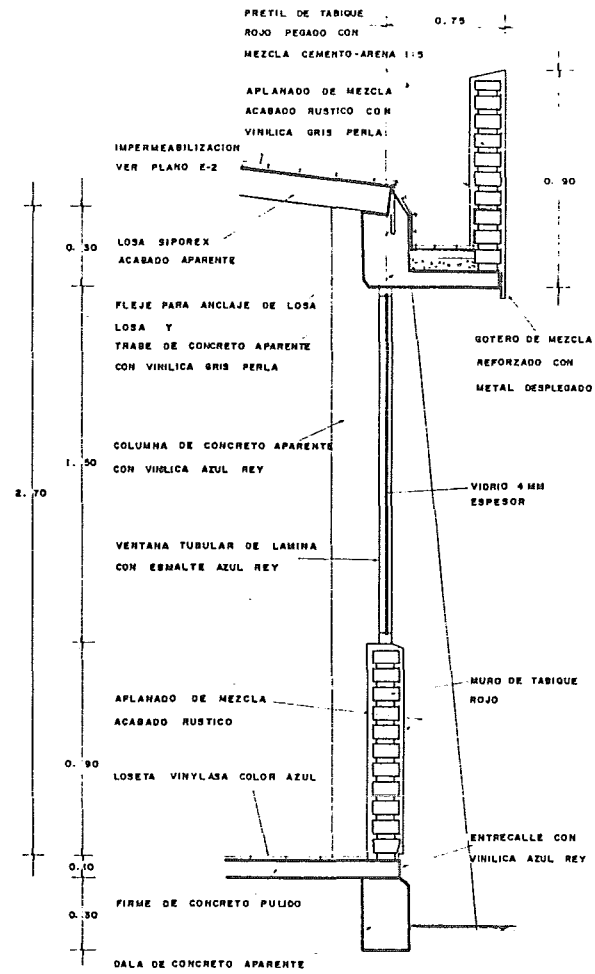 PRETIL DE TABIQUE
ROJO PEGADO CON
MEZCLA CEMENTO-ARENA 1:5
0.75
APLANADO DE MEZCLA
ACABADO RUSTICO CON
VINILICA GRIS PERLA
IMPERMEABILIZACION
VER PLANO E-2
0.90
0.30
LOSA SIPOREX
ACABADO APARENTE
FLEJE PARA ANCLAJE DE LOSA
LOSA Y
TRABE DE CONCRETO APARENTE
CON VINILICA GRIS PERLA
GOTERO DE MEZCLA
REFORZADO CON
METAL DESPLEGADO
COLUMNA DE CONCRETO APARENTE
CON VINILICA AZUL REY
1.50
2.70
VIDRIO 4MM
ESPESOR
VENTANA TUBULAR DE LAMINA
CON ESMALTE AZUL REY
MURO DE TABIQUE
ROJO
APLANADO DE MEZCLA
ACABADO RUSTICO
0.90
LOSETA VINYLASA COLOR AZUL
ENTRECALLE CON
VINILICA AZUL REY
0.10
FIRME DE CONCRETO PULIDO
0.30
DALA DE CONCRETO APARENTE